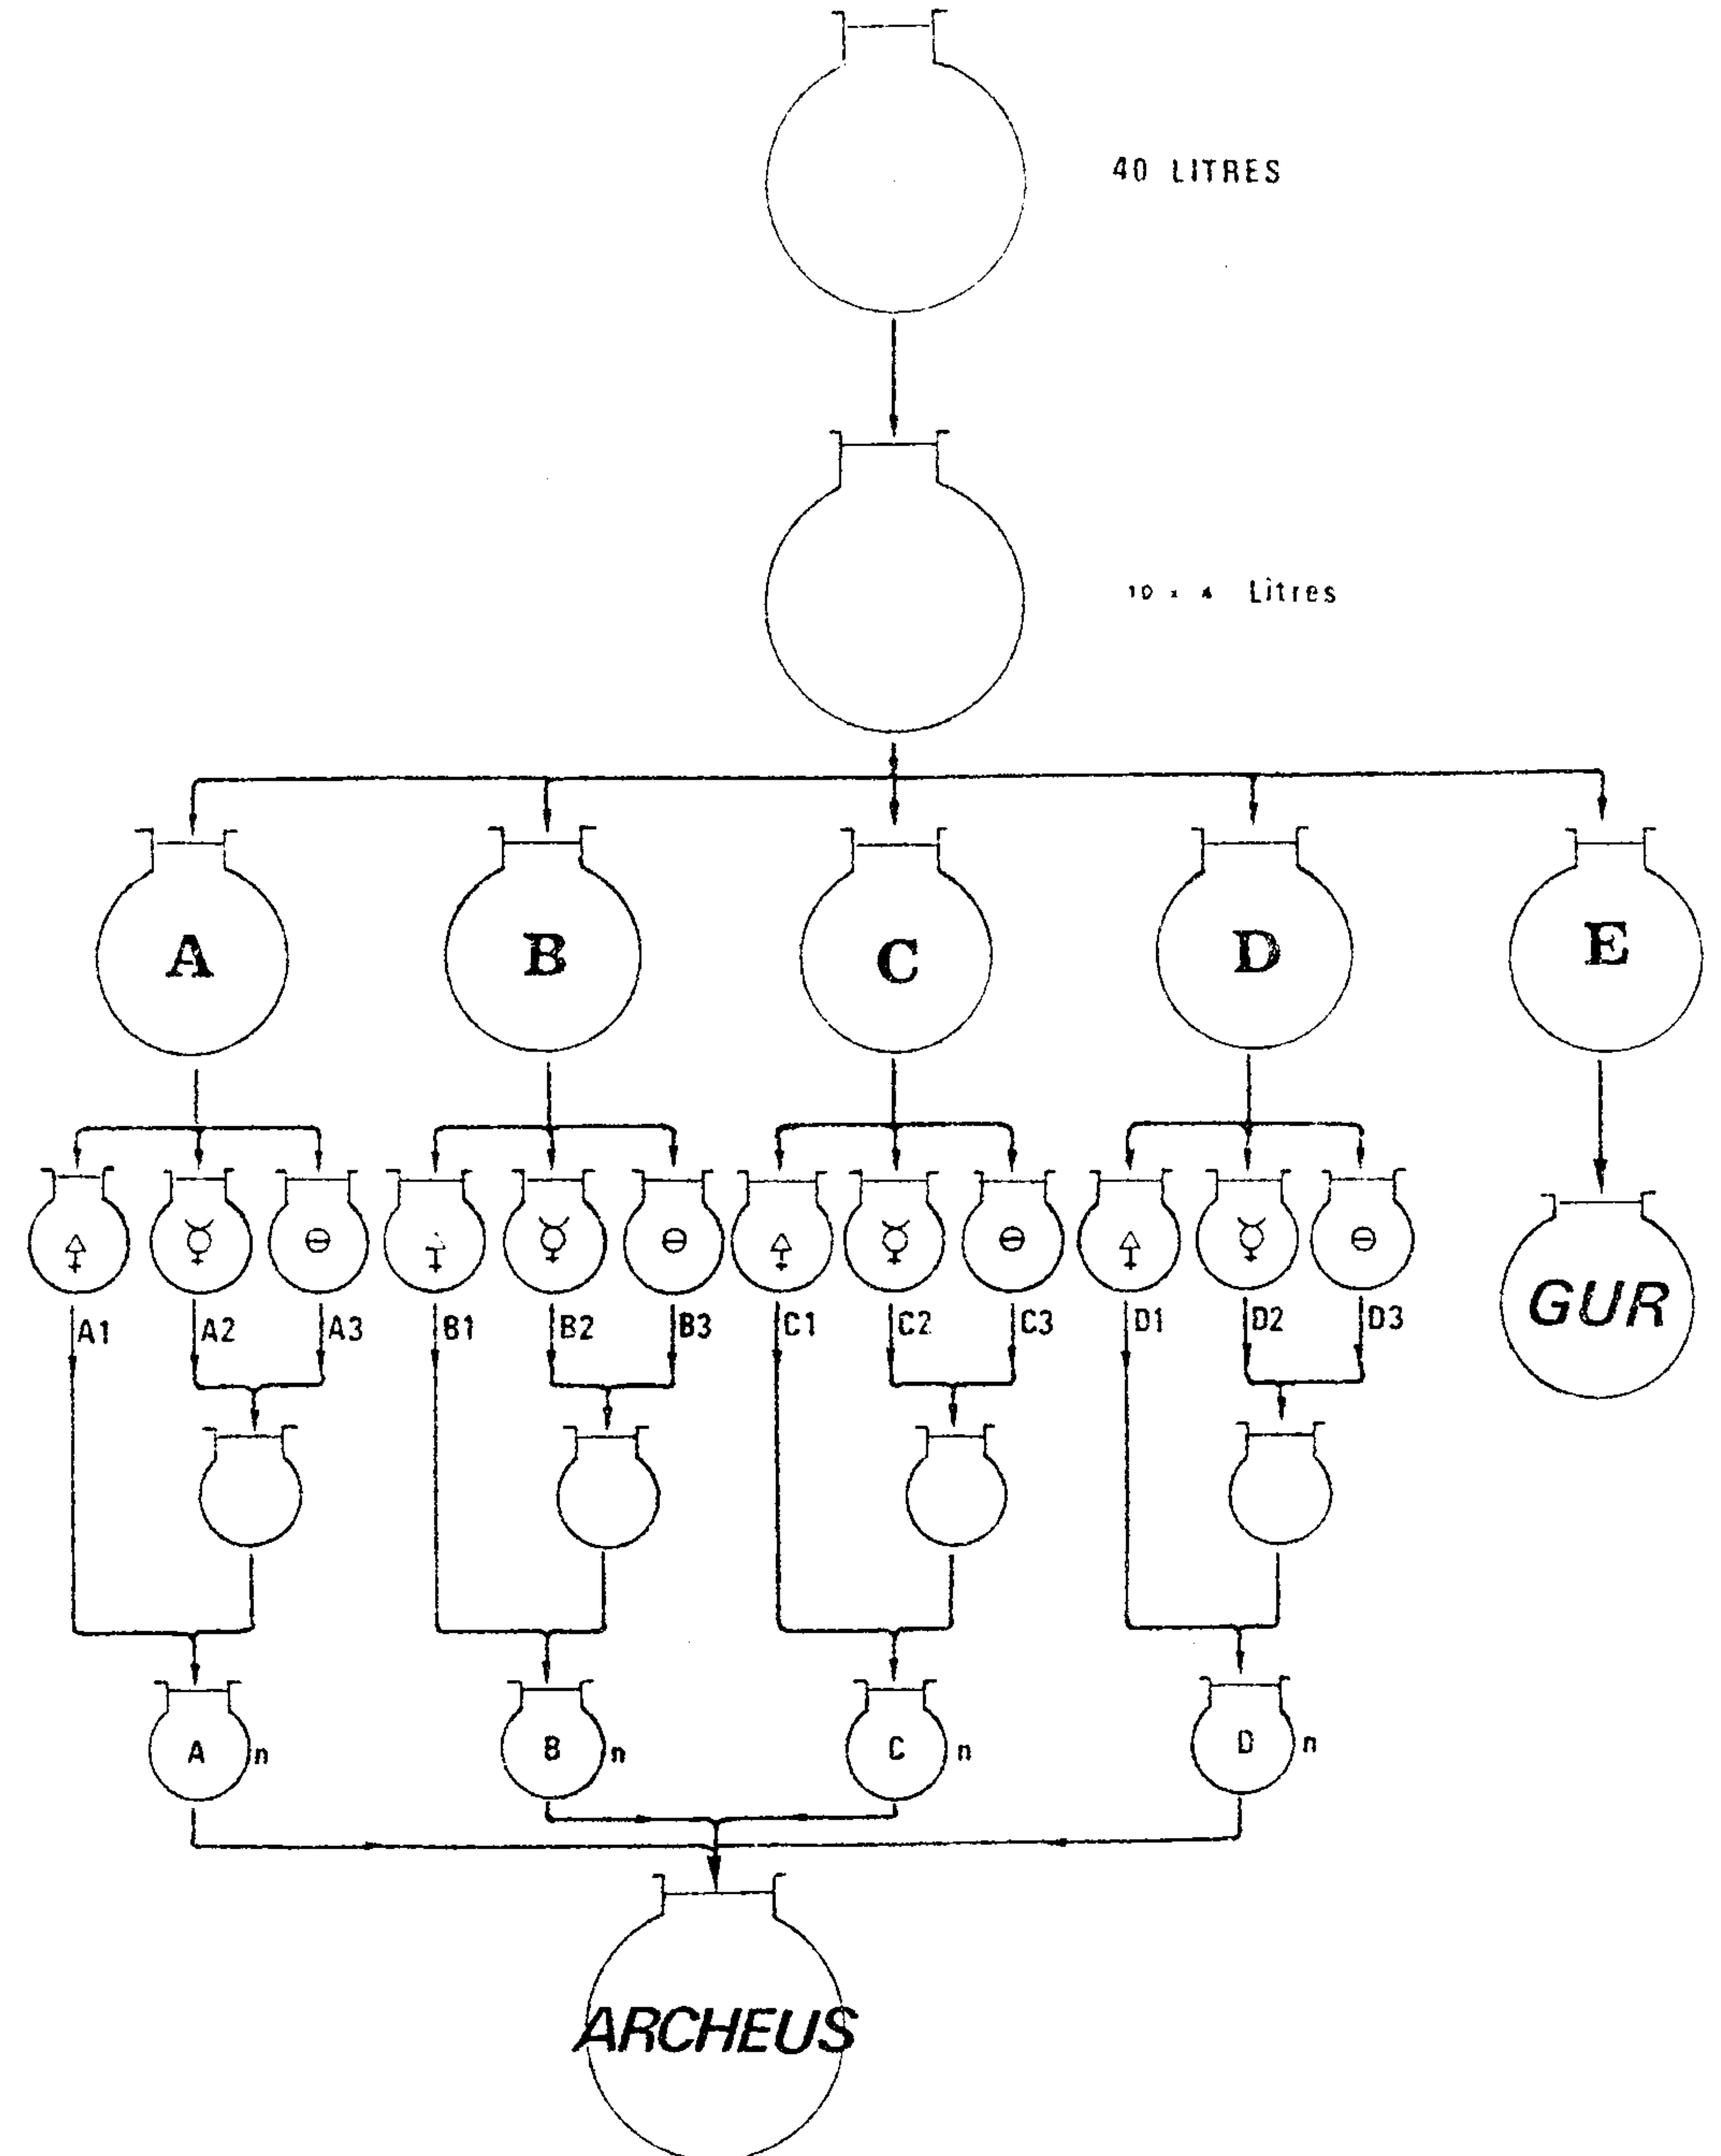 40 LITRES
10 x 4 Litres
A B C D E
🜍 ☿ 🜔 🜍 ☿ 🜔 🜍 ☿ 🜔 🜍 ☿ 🜔
A1 A2 A3 B1 B2 B3 C1 C2 C3 D1 D2 D3
GUR
A n B n C n D n
ARCHEUS